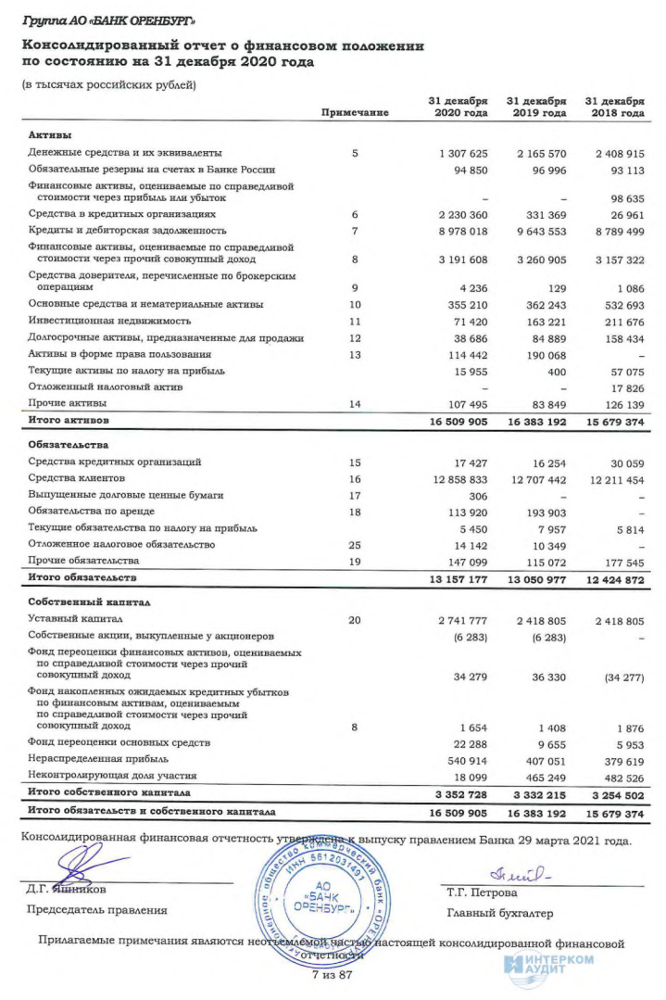 Группа АО «БАНК ОРЕНБУРГ»
Консолидированный отчет о финансовом положении
по состоянию на 31 декабря 2020 года
(в тысячах российских рублей)
31 декабря 31 декабря 31 декабря
Примечание 2020 года 2019 года 2018 года
Активы
Денежные средства и их эквиваленты 5 1 307 625 2 165 570 2 408 915
Обязательные резервы на счетах в Банке России 94 850 96 996 93 113
Финансовые активы, оцениваемые по справедливой
стоимости через прибыль или убыток – – 98 635
Средства в кредитных организациях 6 2 230 360 331 369 26 961
Кредиты и дебиторская задолженность 7 8 978 018 9 643 553 8 789 499
Финансовые активы, оцениваемые по справедливой
стоимости через прочий совокупный доход 8 3 191 608 3 260 905 3 157 322
Средства доверителя, перечисленные по брокерским
операциям 9 4 236 129 1 086
Основные средства и нематериальные активы 10 355 210 362 243 532 693
Инвестиционная недвижимость 11 71 420 163 221 211 676
Долгосрочные активы, предназначенные для продажи 12 38 686 84 889 158 434
Активы в форме права пользования 13 114 442 190 068 –
Текущие активы по налогу на прибыль 15 955 400 57 075
Отложенный налоговый актив – – 17 826
Прочие активы 14 107 495 83 849 126 139
Итого активов 16 509 905 16 383 192 15 679 374
Обязательства
Средства кредитных организаций 15 17 427 16 254 30 059
Средства клиентов 16 12 858 833 12 707 442 12 211 454
Выпущенные долговые ценные бумаги 17 306 – –
Обязательства по аренде 18 113 920 193 903 –
Текущие обязательства по налогу на прибыль 5 450 7 957 5 814
Отложенное налоговое обязательство 25 14 142 10 349 –
Прочие обязательства 19 147 099 115 072 177 545
Итого обязательств 13 157 177 13 050 977 12 424 872
Собственный капитал
Уставный капитал 20 2 741 777 2 418 805 2 418 805
Собственные акции, выкупленные у акционеров (6 283) (6 283) –
Фонд переоценки финансовых активов, оцениваемых
по справедливой стоимости через прочий
совокупный доход 34 279 36 330 (34 277)
Фонд накопленных ожидаемых кредитных убытков
по финансовым активам, оцениваемым
по справедливой стоимости через прочий
совокупный доход 8 1 654 1 408 1 876
Фонд переоценки основных средств 22 288 9 655 5 953
Нераспределенная прибыль 540 914 407 051 379 619
Неконтролирующая доля участия 18 099 465 249 482 526
Итого собственного капитала 3 352 728 3 332 215 3 254 502
Итого обязательств и собственного капитала 16 509 905 16 383 192 15 679 374
Консолидированная финансовая отчетность утверждена к выпуску правлением Банка 29 марта 2021 года.
ИНН 5612031491
АО
«БАНК
ОРЕНБУРГ»
Д.Г. Яшников Т.Г. Петрова
Председатель правления Главный бухгалтер
Прилагаемые примечания являются неотъемлемой частью настоящей консолидированной финансовой
отчетности
7 из 87
ИНТЕРКОМ
АУДИТ